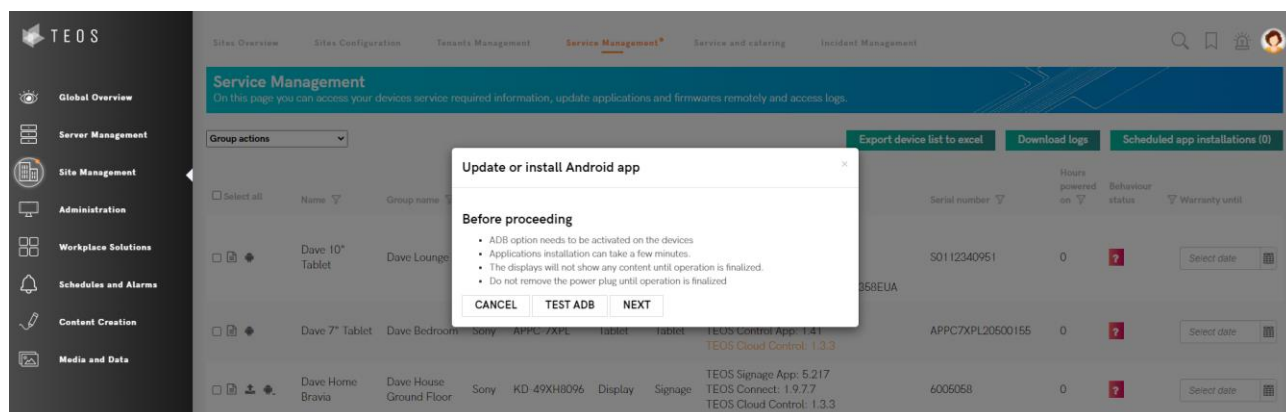 TEOS
Sites Overview Sites Configuration Tenants Management Service Management* Service and catering Incident Management
Global Overview
Server Management
Site Management
Administration
Workplace Solutions
Schedules and Alarms
Content Creation
Media and Data
Service Management
On this page you can access your devices service required information, update applications and firmwares remotely and access logs.
Group actions
Export device list to excel Download logs Scheduled app installations (0)
Select all Name Group name Serial number Hours powered on Behaviour status Warranty until
Update or install Android app ×
Before proceeding
• ADB option needs to be activated on the devices
• Applications installation can take a few minutes.
• The displays will not show any content until operation is finalized.
• Do not remove the power plug until operation is finalized
CANCEL TEST ADB NEXT
Dave 10" Tablet Dave Lounge S0112340951 0 ? Select date
358EUA
Dave 7" Tablet Dave Bedroom Sony APPC-7XPL Tablet Tablet TEOS Control App: 1.41 APPC7XPL20500155 0 ? Select date
TEOS Cloud Control: 1.3.3
Dave Home Bravia Dave House Ground Floor Sony KD-49XH8096 Display Signage TEOS Signage App: 5.217 6005058 0 ? Select date
TEOS Connect: 1.9.7.7
TEOS Cloud Control: 1.3.3